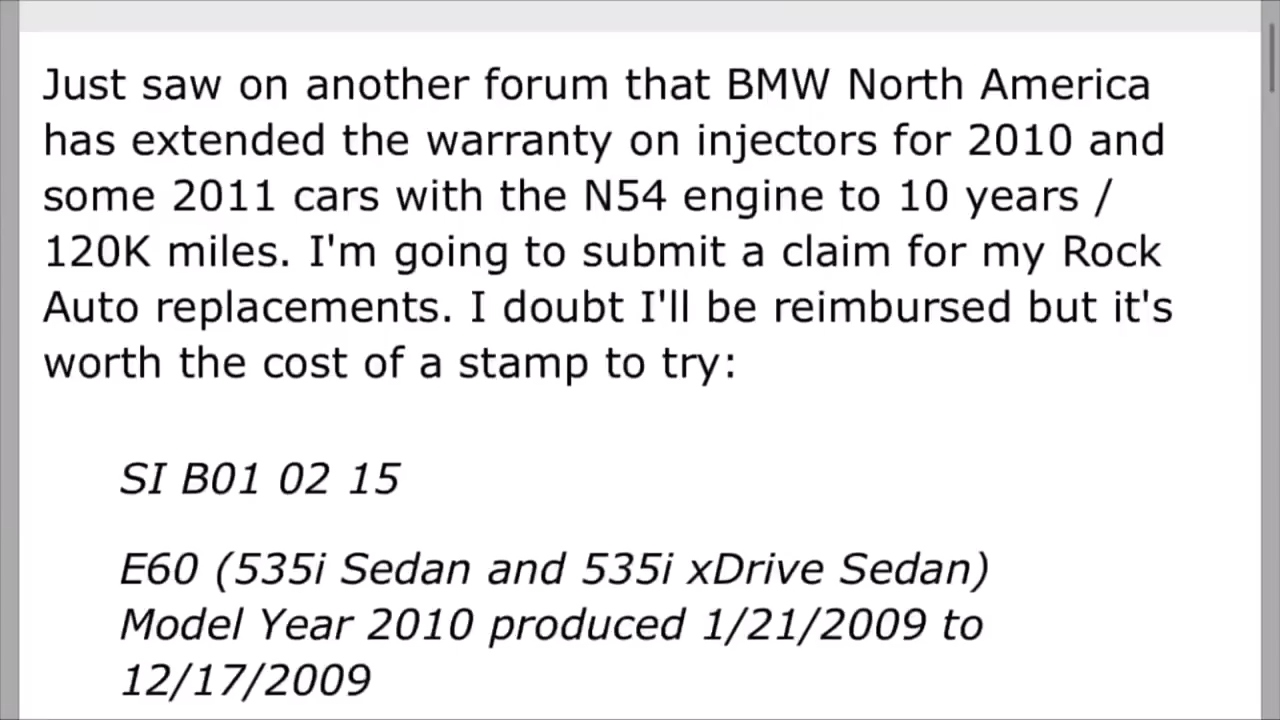 Just saw on another forum that BMW North America
has extended the warranty on injectors for 2010 and
some 2011 cars with the N54 engine to 10 years /
120K miles. I'm going to submit a claim for my Rock
Auto replacements. I doubt I'll be reimbursed but it's
worth the cost of a stamp to try:
SI B01 02 15
E60 (535i Sedan and 535i xDrive Sedan)
Model Year 2010 produced 1/21/2009 to
12/17/2009